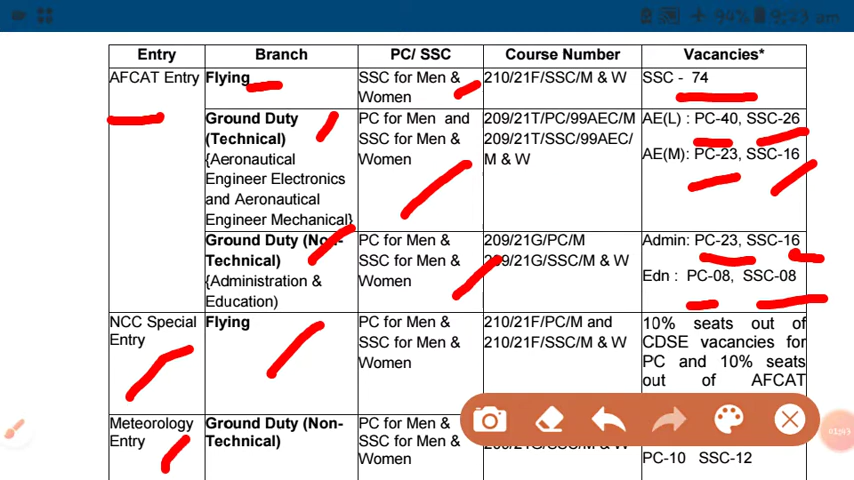 94% 9:23 am
Entry Branch PC/ SSC Course Number Vacancies*
AFCAT Entry Flying SSC for Men & Women 210/21F/SSC/M & W SSC - 74
Ground Duty
(Technical)
{Aeronautical
Engineer Electronics
and Aeronautical
Engineer Mechanical}
PC for Men and
SSC for Men &
Women
209/21T/PC/99AEC/M
209/21T/SSC/99AEC/
M & W
AE(L) : PC-40, SSC-26
AE(M): PC-23, SSC-16
Ground Duty (Non-
Technical)
{Administration &
Education)
PC for Men &
SSC for Men &
Women
209/21G/PC/M
209/21G/SSC/M & W
Admin: PC-23, SSC-16
Edn : PC-08, SSC-08
NCC Special
Entry
Flying
PC for Men &
SSC for Men &
Women
210/21F/PC/M and
210/21F/SSC/M & W
10% seats out of
CDSE vacancies for
PC and 10% seats
out of AFCAT
Meteorology
Entry
Ground Duty (Non-
Technical)
PC for Men &
SSC for Men &
Women
PC-10 SSC-12